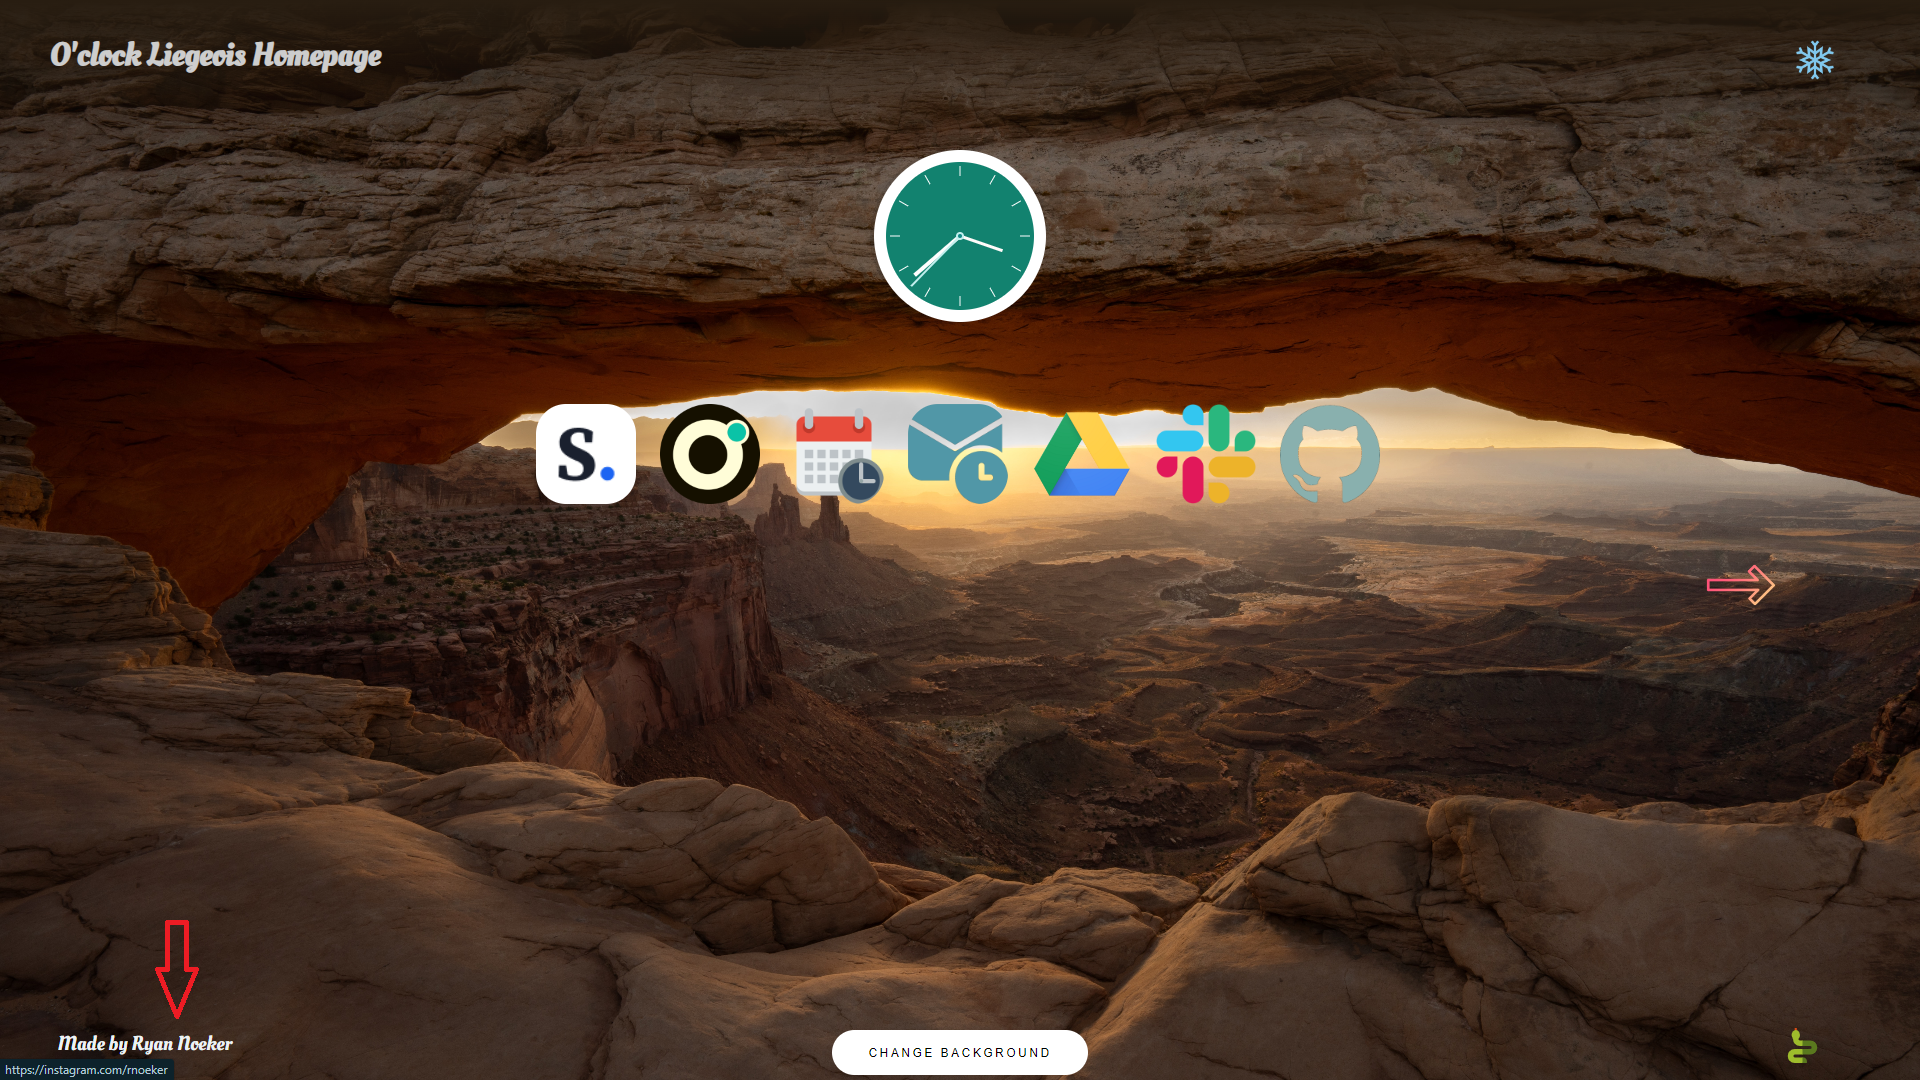 O'clock Liegeois Homepage
S.
Made by Ryan Noeker
CHANGE BACKGROUND
https://instagram.com/rnoeker